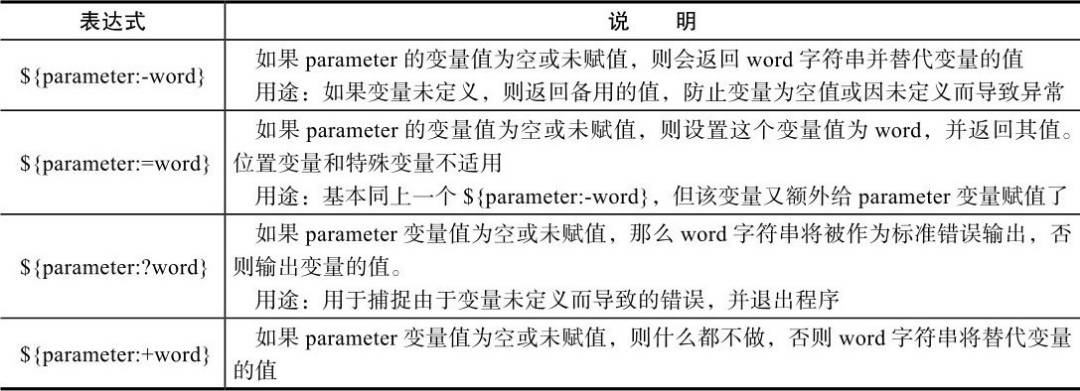 表达式
说 明
${parameter:-word}
如果 parameter 的变量值为空或未赋值，则会返回 word 字符串并替代变量的值
用途：如果变量未定义，则返回备用的值，防止变量为空值或因未定义而导致异常
${parameter:=word}
如果 parameter 的变量值为空或未赋值，则设置这个变量值为 word，并返回其值。
位置变量和特殊变量不适用
用途：基本同上一个 ${parameter:-word}，但该变量又额外给 parameter 变量赋值了
${parameter:?word}
如果 parameter 变量值为空或未赋值，那么 word 字符串将被作为标准错误输出，否
则输出变量的值。
用途：用于捕捉由于变量未定义而导致的错误，并退出程序
${parameter:+word}
如果 parameter 变量值为空或未赋值，则什么都不做，否则 word 字符串将替代变量
的值